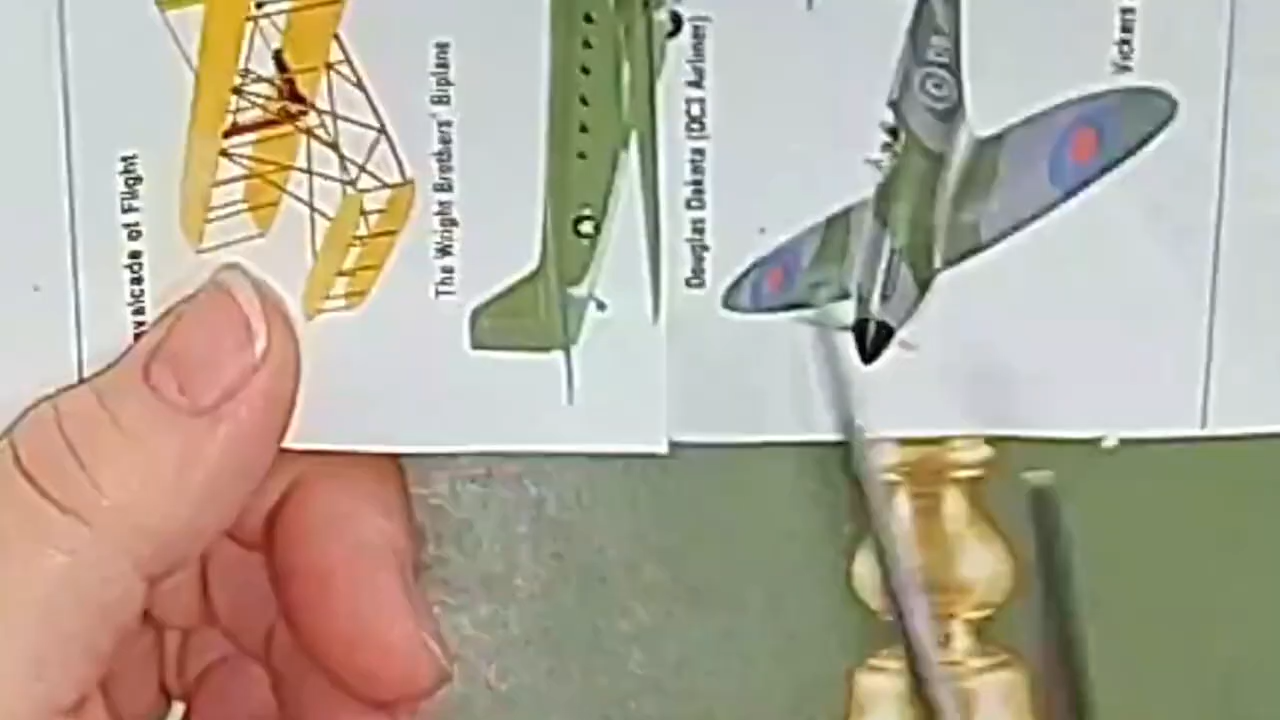 valcade of Flight
The Wright Brothers' Biplane
Douglas Dakota (DC3 Airliner)
Vickers